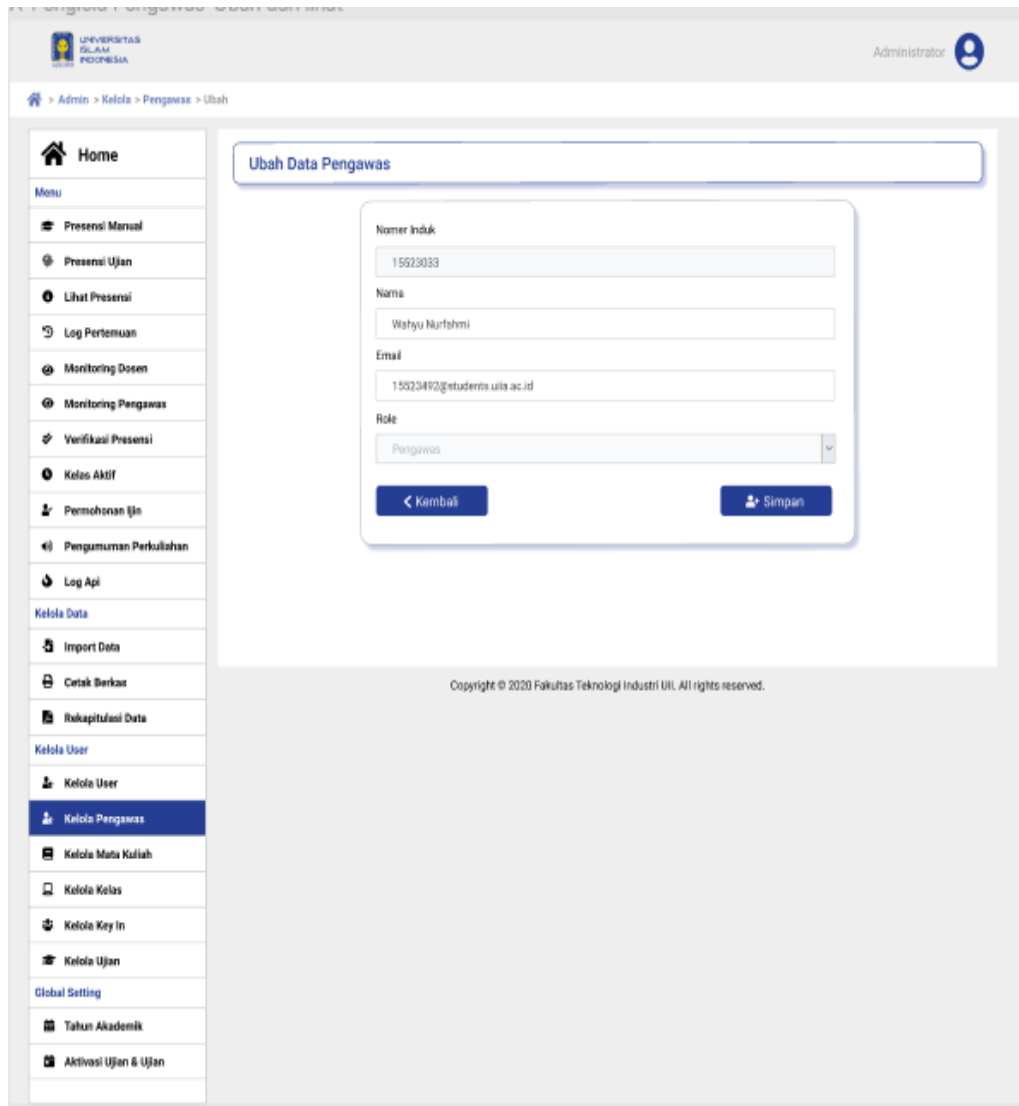 UNIVERSITAS
ISLAM
INDONESIA
Administrator
> Admin > Kelola > Pengawas > Ubah
Home
Menu
Presensi Manual
Presensi Ujian
Lihat Presensi
Log Pertemuan
Monitoring Dosen
Monitoring Pengawas
Verifikasi Presensi
Kelas Aktif
Permohonan Ijin
Pengumuman Perkuliahan
Log Api
Kelola Data
Import Data
Cetak Berkas
Rekapitulasi Data
Kelola User
Kelola User
Kelola Pengawas
Kelola Mata Kuliah
Kelola Kelas
Kelola Key In
Kelola Ujian
Global Setting
Tahun Akademik
Aktivasi Ujian & Ujian
Ubah Data Pengawas
Nomer Induk
15523033
Nama
Wahyu Nurfahmi
Email
15523492@students.uiia.ac.id
Role
Pengawas
Kembali
Simpan
Copyright © 2020 Fakultas Teknologi Industri UII. All rights reserved.